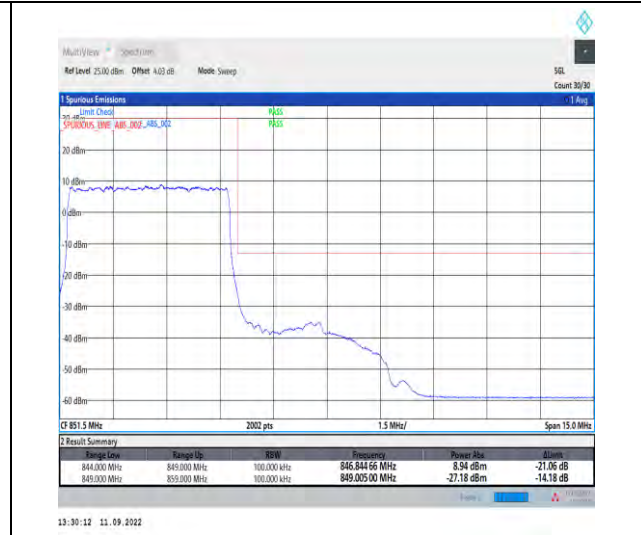 MultiView Spectrum
Ref Level 25.00 dBm Offset 4.03 dB Mode Sweep SGL
Count 30/30
1 Spurious Emissions 1 Avg
Limit Check PASS
SPURIOUS_LINE_ABS_002 _ABS_002 PASS
20 dBm
10 dBm
0 dBm
-10 dBm
-20 dBm
-30 dBm
-40 dBm
-50 dBm
-60 dBm
CF 851.5 MHz 2002 pts 1.5 MHz/ Span 15.0 MHz
2 Result Summary
Range Low Range Up RBW Frequency Power Abs ΔLimit
844.000 MHz 849.000 MHz 100.000 kHz 846.84466 MHz 8.94 dBm -21.06 dB
849.000 MHz 859.000 MHz 100.000 kHz 849.00500 MHz -27.18 dBm -14.18 dB
13:30:12 11.09.2022